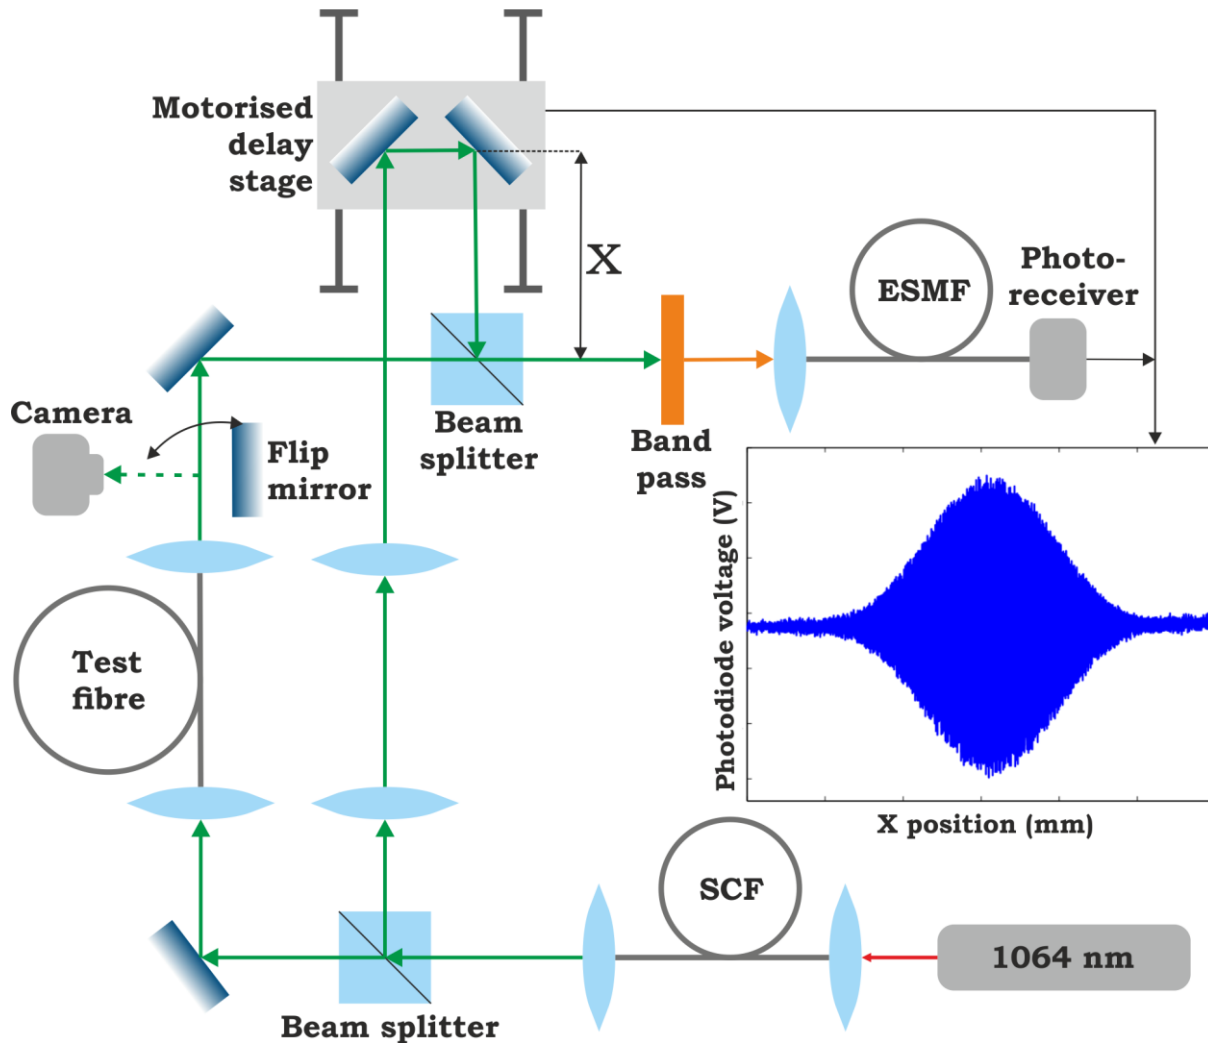 Motorised
delay
stage
X
ESMF
Photo-
receiver
Camera
Flip
mirror
Beam
splitter
Band
pass
Test
fibre
Photodiode voltage (V)
X position (mm)
SCF
1064 nm
Beam splitter